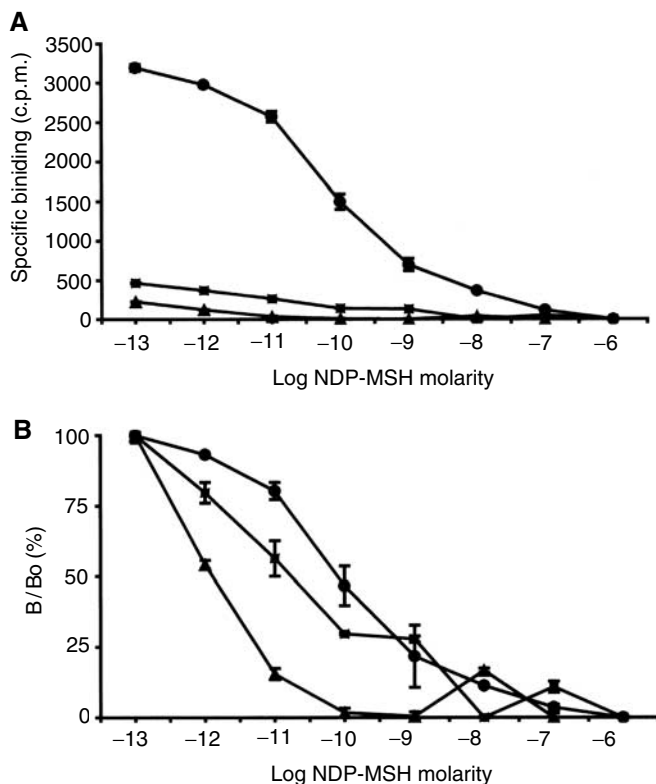 A
3500
3000
2500
2000
1500
1000
500
0
Spccific biniding (c.p.m.)
−13 −12 −11 −10 −9 −8 −7 −6
Log NDP-MSH molarity
B
100
75
50
25
0
B/Bo (%)
−13 −12 −11 −10 −9 −8 −7 −6
Log NDP-MSH molarity